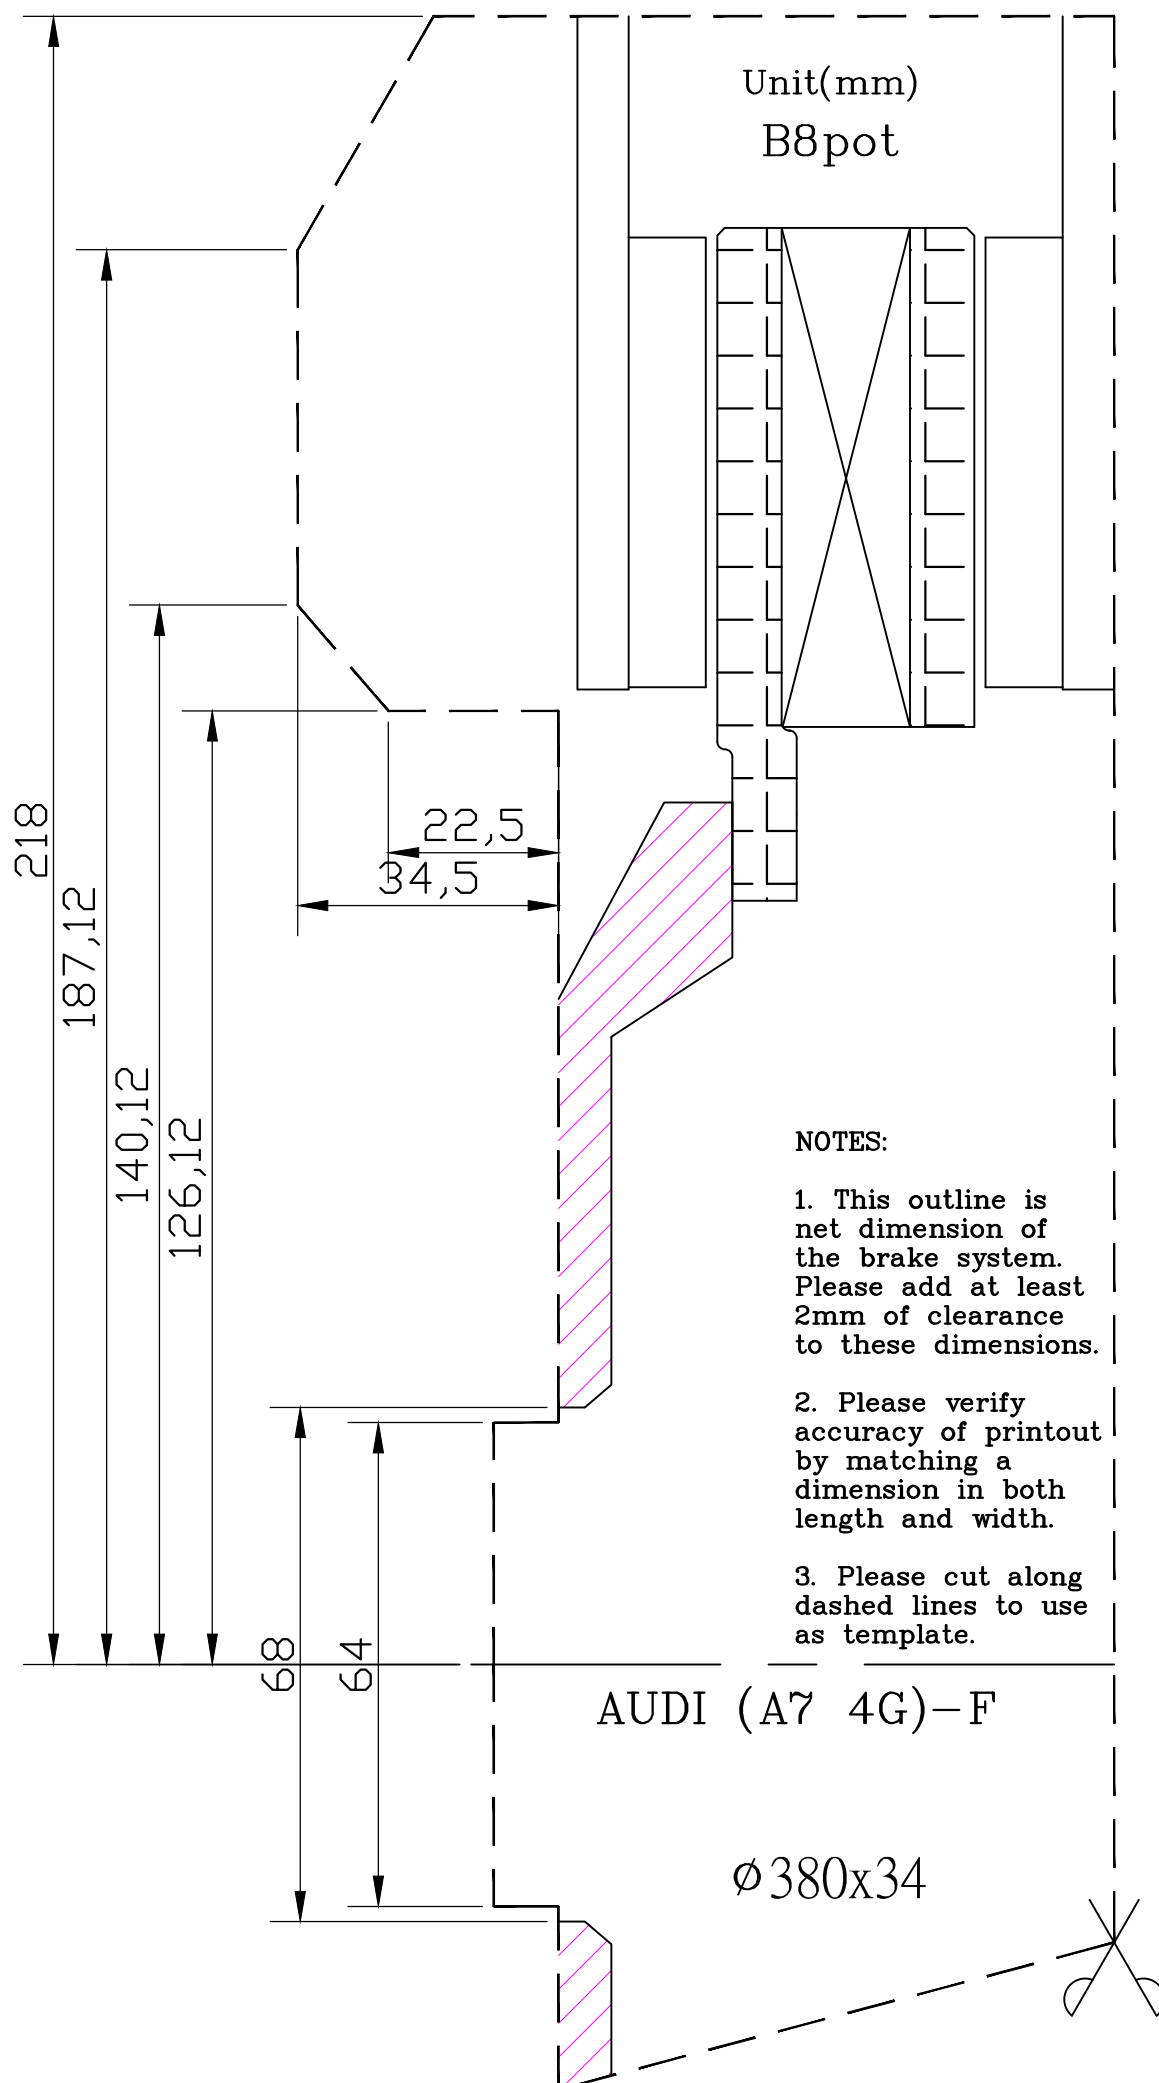 Unit(mm)
B8pot
218
187,12
140,12
126,12
22,5
34,5
NOTES:
1. This outline is
net dimension of
the brake system.
Please add at least
2mm of clearance
to these dimensions.
2. Please verify
accuracy of printout
by matching a
dimension in both
length and width.
3. Please cut along
dashed lines to use
as template.
68
64
AUDI (A7 4G)-F
Ø380x34